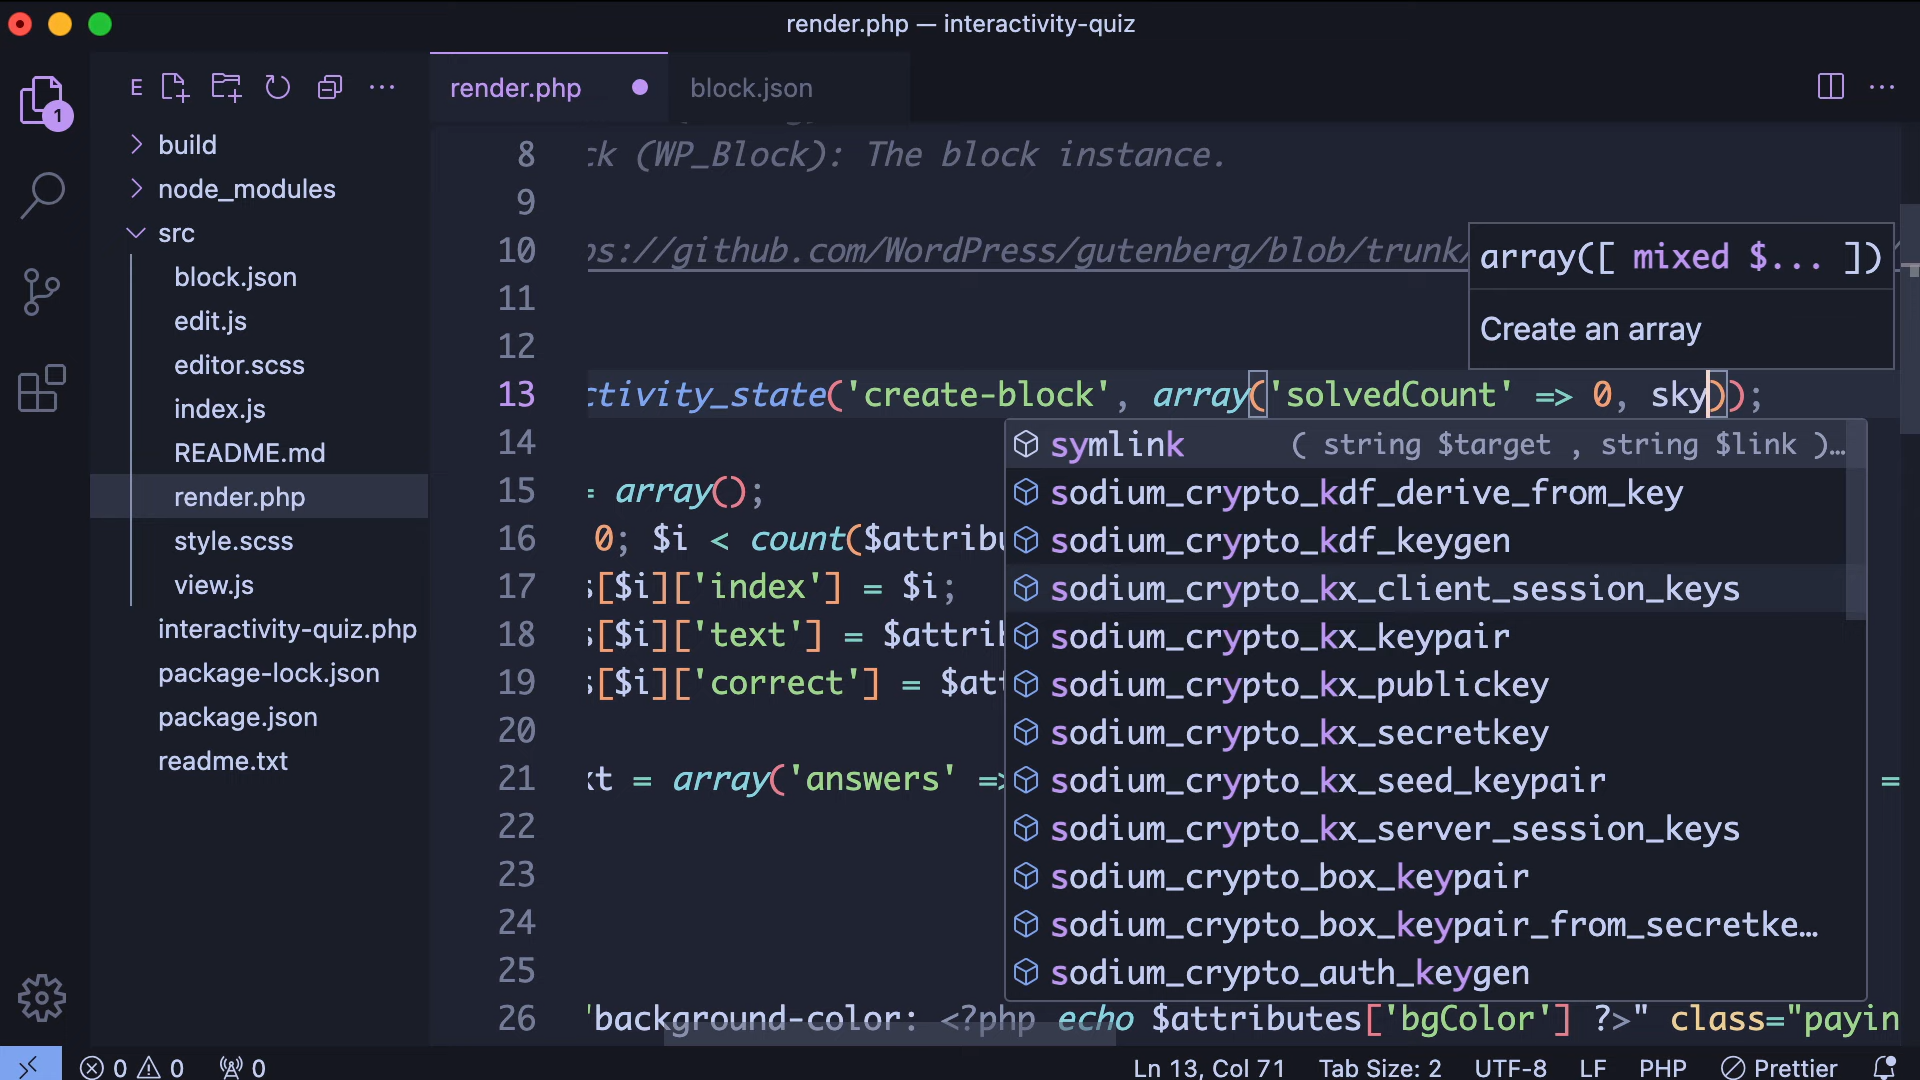 render.php — interactivity-quiz
E
render.php
block.json
1
build
node_modules
src
block.json
edit.js
editor.scss
index.js
README.md
render.php
style.scss
view.js
interactivity-quiz.php
package-lock.json
package.json
readme.txt
8 ck (WP_Block): The block instance.
9
10 ps://github.com/WordPress/gutenberg/blob/trunk/
11
12
13 ctivity_state('create-block', array('solvedCount' => 0, sky));
14
15 = array();
16 0; $i < count($attribu
17 s[$i]['index'] = $i;
18 s[$i]['text'] = $attrib
19 s[$i]['correct'] = $att
20
21 xt = array('answers' => =
22
23
24
25
26 "background-color: <?php echo $attributes['bgColor'] ?>" class="payin
array([ mixed $... ])
Create an array
symlink ( string $target , string $link )…
sodium_crypto_kdf_derive_from_key
sodium_crypto_kdf_keygen
sodium_crypto_kx_client_session_keys
sodium_crypto_kx_keypair
sodium_crypto_kx_publickey
sodium_crypto_kx_secretkey
sodium_crypto_kx_seed_keypair
sodium_crypto_kx_server_session_keys
sodium_crypto_box_keypair
sodium_crypto_box_keypair_from_secretke…
sodium_crypto_auth_keygen
0 0 0 Ln 13, Col 71 Tab Size: 2 UTF-8 LF PHP Prettier